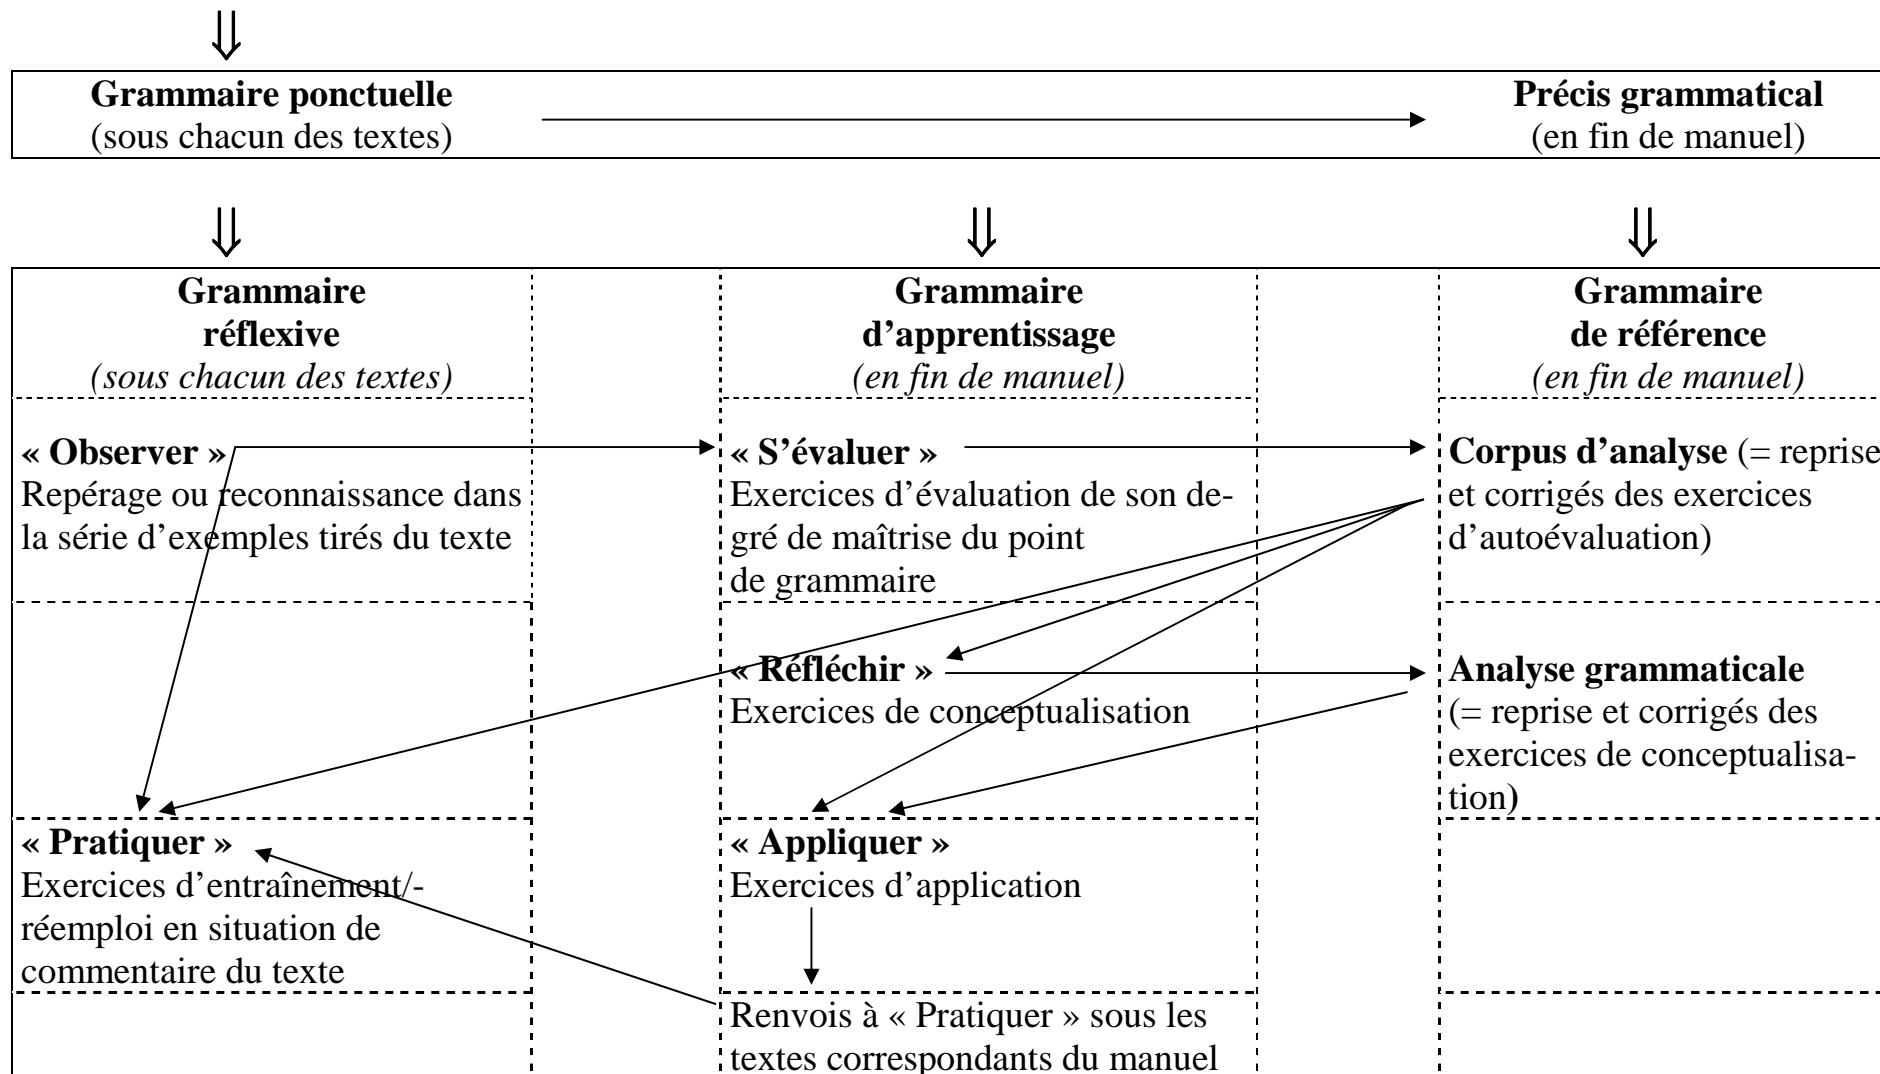 ⇓
Grammaire ponctuelle
(sous chacun des textes)
Précis grammatical
(en fin de manuel)
⇓ ⇓ ⇓
Grammaire
réflexive
(sous chacun des textes)
Grammaire
d’apprentissage
(en fin de manuel)
Grammaire
de référence
(en fin de manuel)
« Observer »
Repérage ou reconnaissance dans
la série d’exemples tirés du texte
« S’évaluer »
Exercices d’évaluation de son de-
gré de maîtrise du point
de grammaire
Corpus d’analyse (= reprise
et corrigés des exercices
d’autoévaluation)
« Réfléchir »
Exercices de conceptualisation
Analyse grammaticale
(= reprise et corrigés des
exercices de conceptualisa-
tion)
« Pratiquer »
Exercices d’entraînement/-
réemploi en situation de
commentaire du texte
« Appliquer »
Exercices d’application
Renvois à « Pratiquer » sous les
textes correspondants du manuel